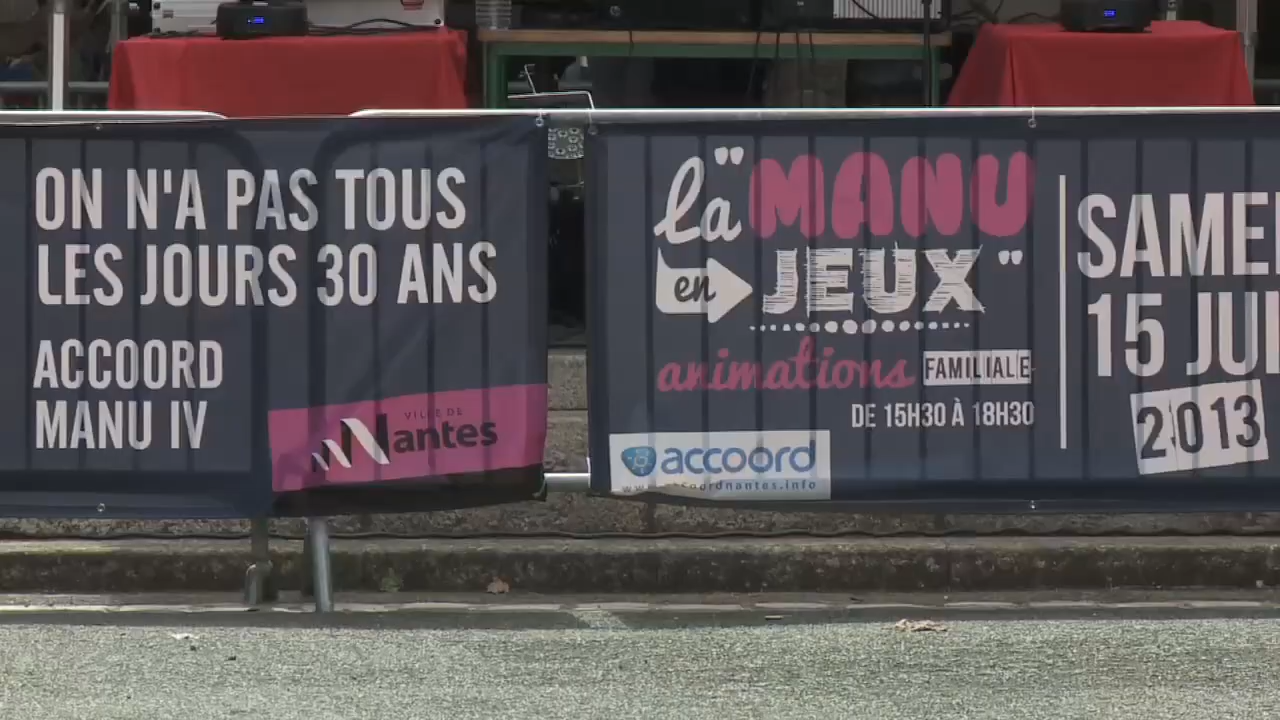 ON N'A PAS TOUS
LES JOURS 30 ANS
ACCOORD
MANU IV
VILLE DE
Nantes
la "MANU
en JEUX"
animations FAMILIALE
DE 15H30 À 18H30
accoord
SAME
15 JUI
2013